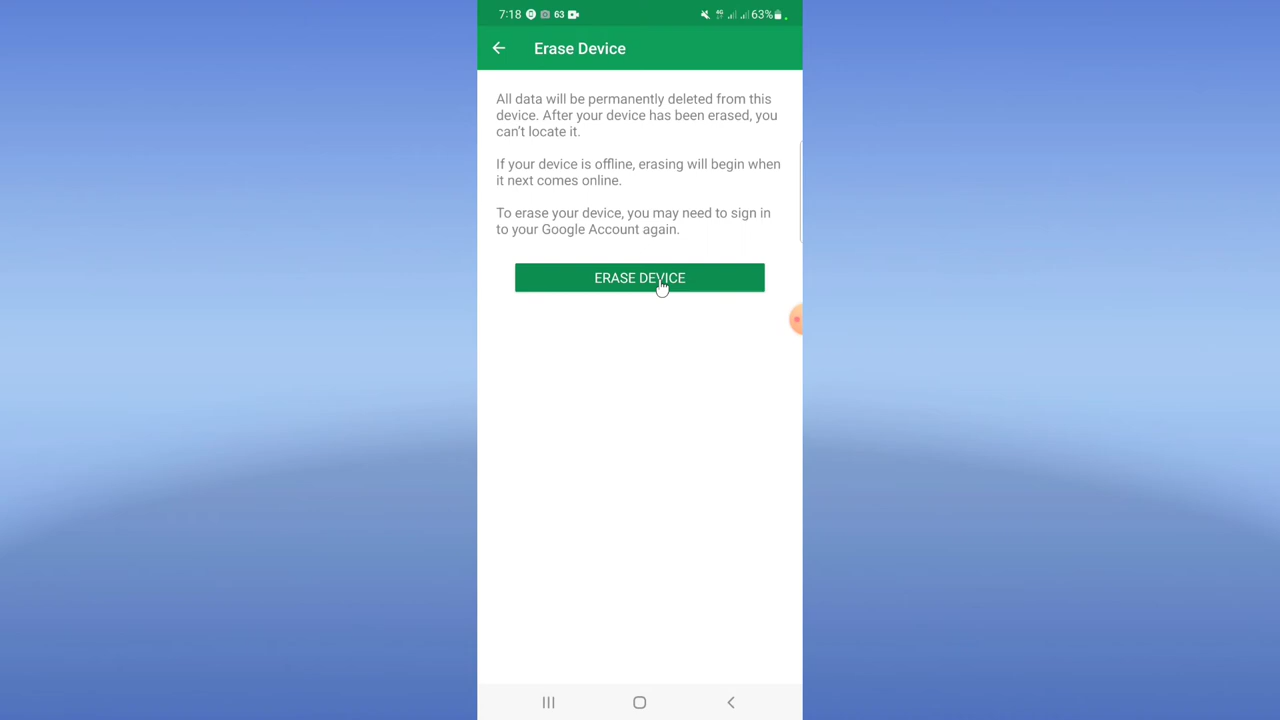 7:18 63 4G 63%
Erase Device
All data will be permanently deleted from this
device. After your device has been erased, you
can't locate it.
If your device is offline, erasing will begin when
it next comes online.
To erase your device, you may need to sign in
to your Google Account again.
ERASE DEVICE